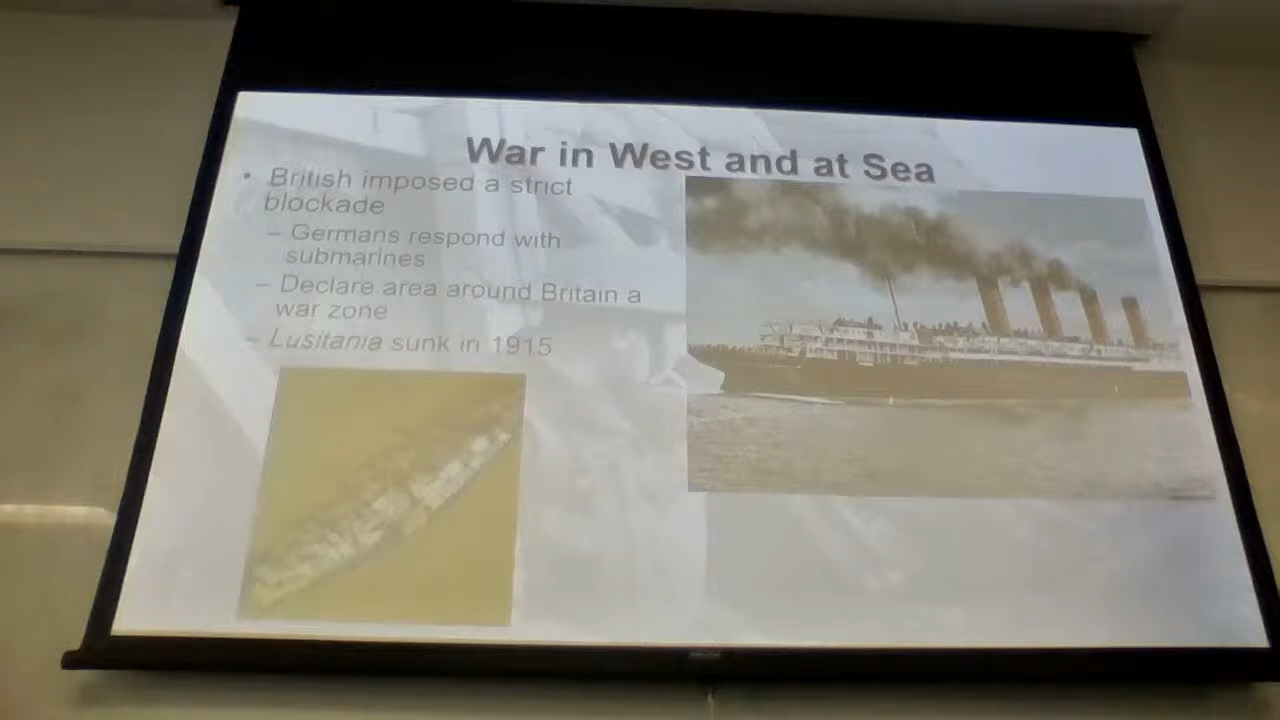 War in West and at Sea
• British imposed a strict
blockade
– Germans respond with
submarines
– Declare area around Britain a
war zone
– Lusitania sunk in 1915